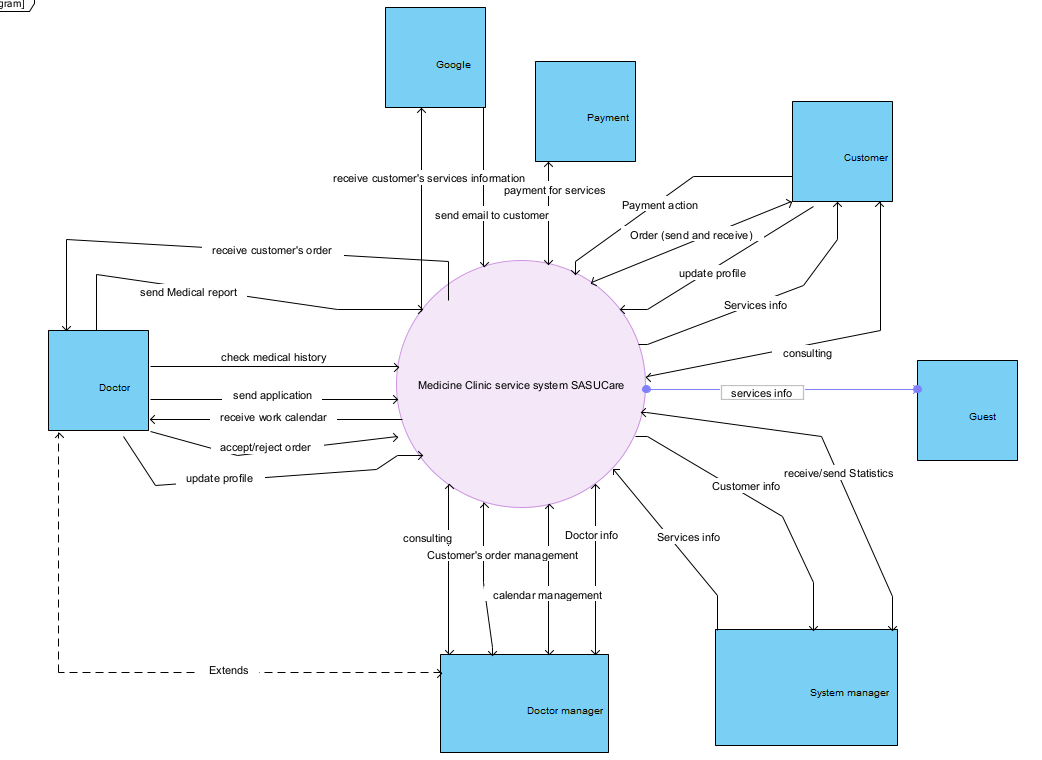 gram]
Google
Payment
Customer
receive customer's services information
payment for services
Payment action
send email to customer
Order (send and receive)
receive customer's order
update profile
send Medical report
Services info
consulting
check medical history
Medicine Clinic service system SASUCare
Doctor
send application
services info
receive work calendar
Guest
accept/reject order
update profile
receive/send Statistics
Customer info
consulting
Doctor info
Services info
Customer's order management
calendar management
Extends
System manager
Doctor manager